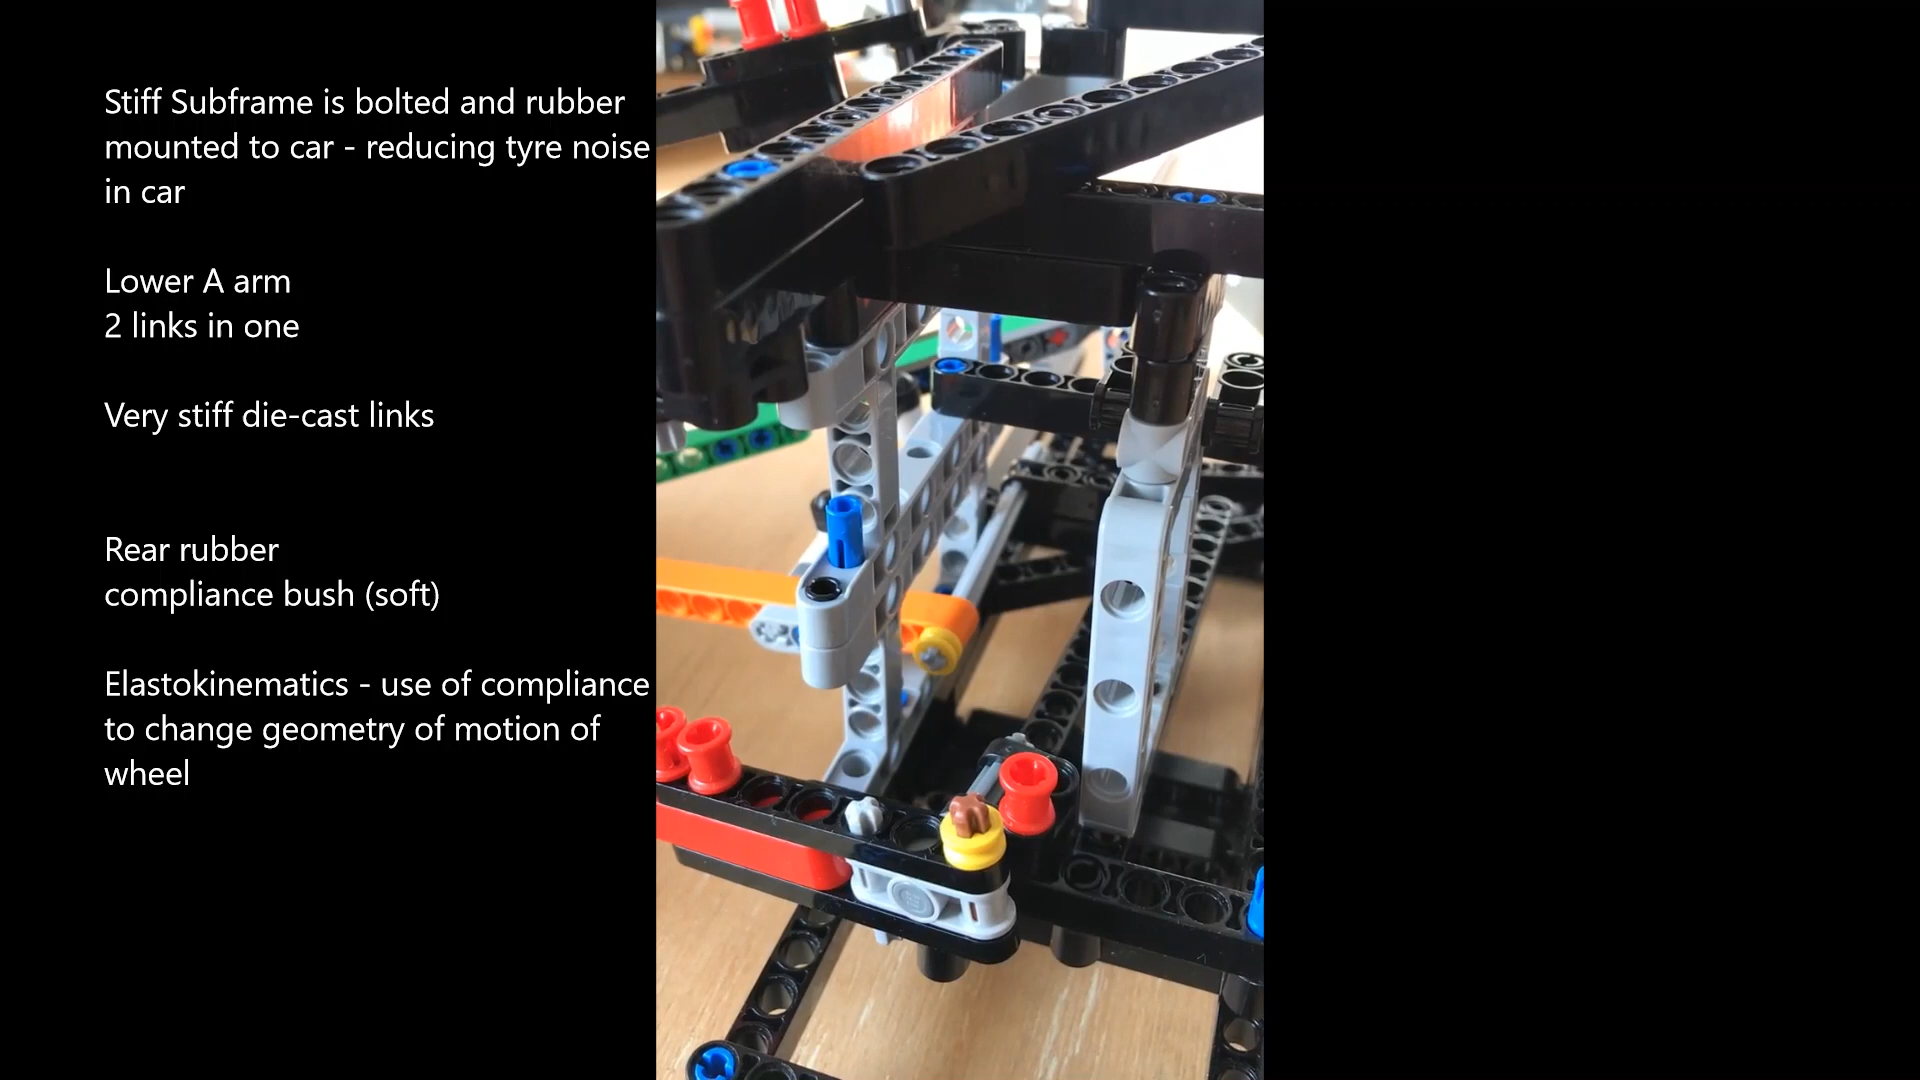 Stiff Subframe is bolted and rubber
mounted to car - reducing tyre noise
in car
Lower A arm
2 links in one
Very stiff die-cast links
Rear rubber
compliance bush (soft)
Elastokinematics - use of compliance
to change geometry of motion of
wheel